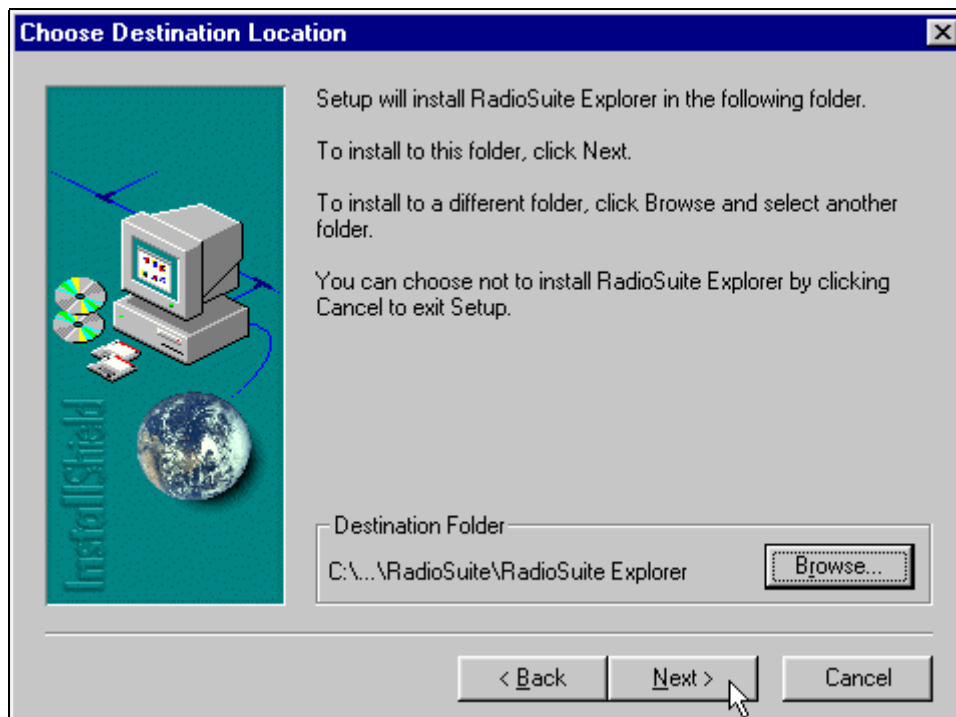 Choose Destination Location
Setup will install RadioSuite Explorer in the following folder.
To install to this folder, click Next.
To install to a different folder, click Browse and select another
folder.
You can choose not to install RadioSuite Explorer by clicking
Cancel to exit Setup.
InstallShield
Destination Folder
C:\...\RadioSuite\RadioSuite Explorer
Browse...
< Back
Next >
Cancel